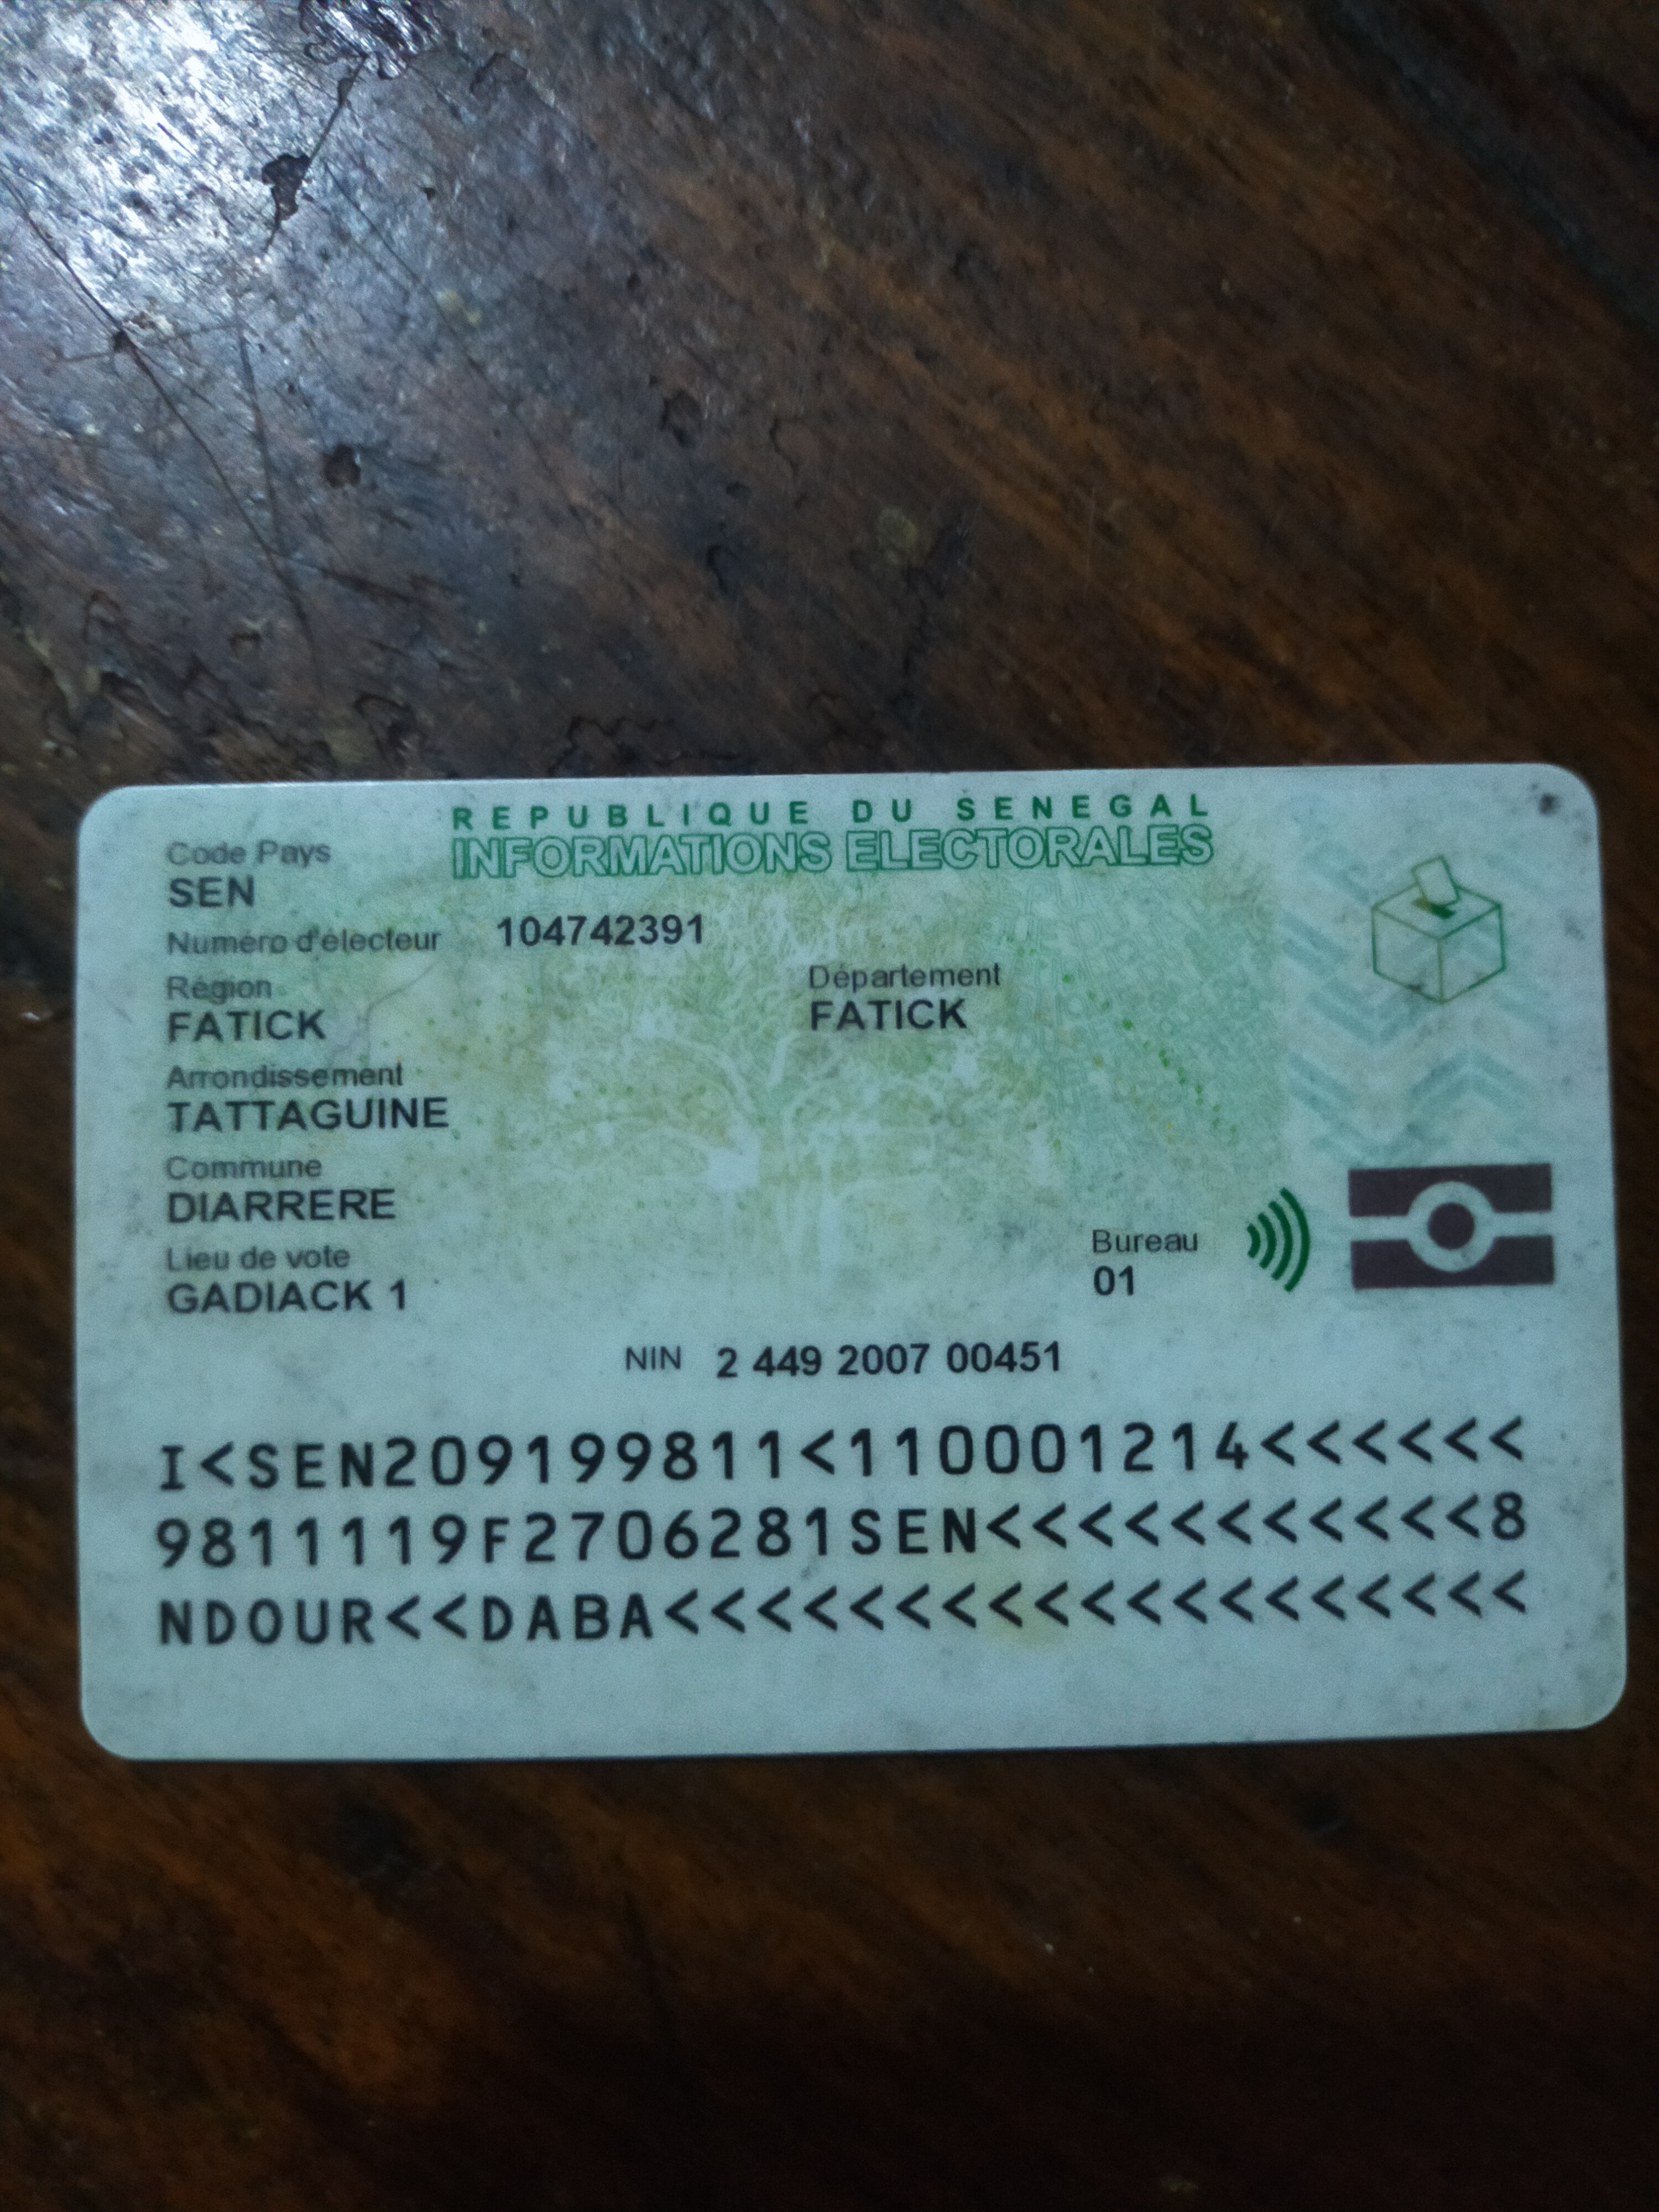 REPUBLIQUE DU SENEGAL
INFORMATIONS ELECTORALES
Code Pays
SEN
Numéro d'électeur 104742391
Région
FATICK
Département
FATICK
Arrondissement
TATTAGUINE
Commune
DIARRERE
Lieu de vote
GADIACK 1
Bureau
01
NIN 2 449 2007 00451
I<SEN209199811<110001214<<<<<<
9811119F2706281SEN<<<<<<<<<<<8
NDOUR<<DABA<<<<<<<<<<<<<<<<<<<